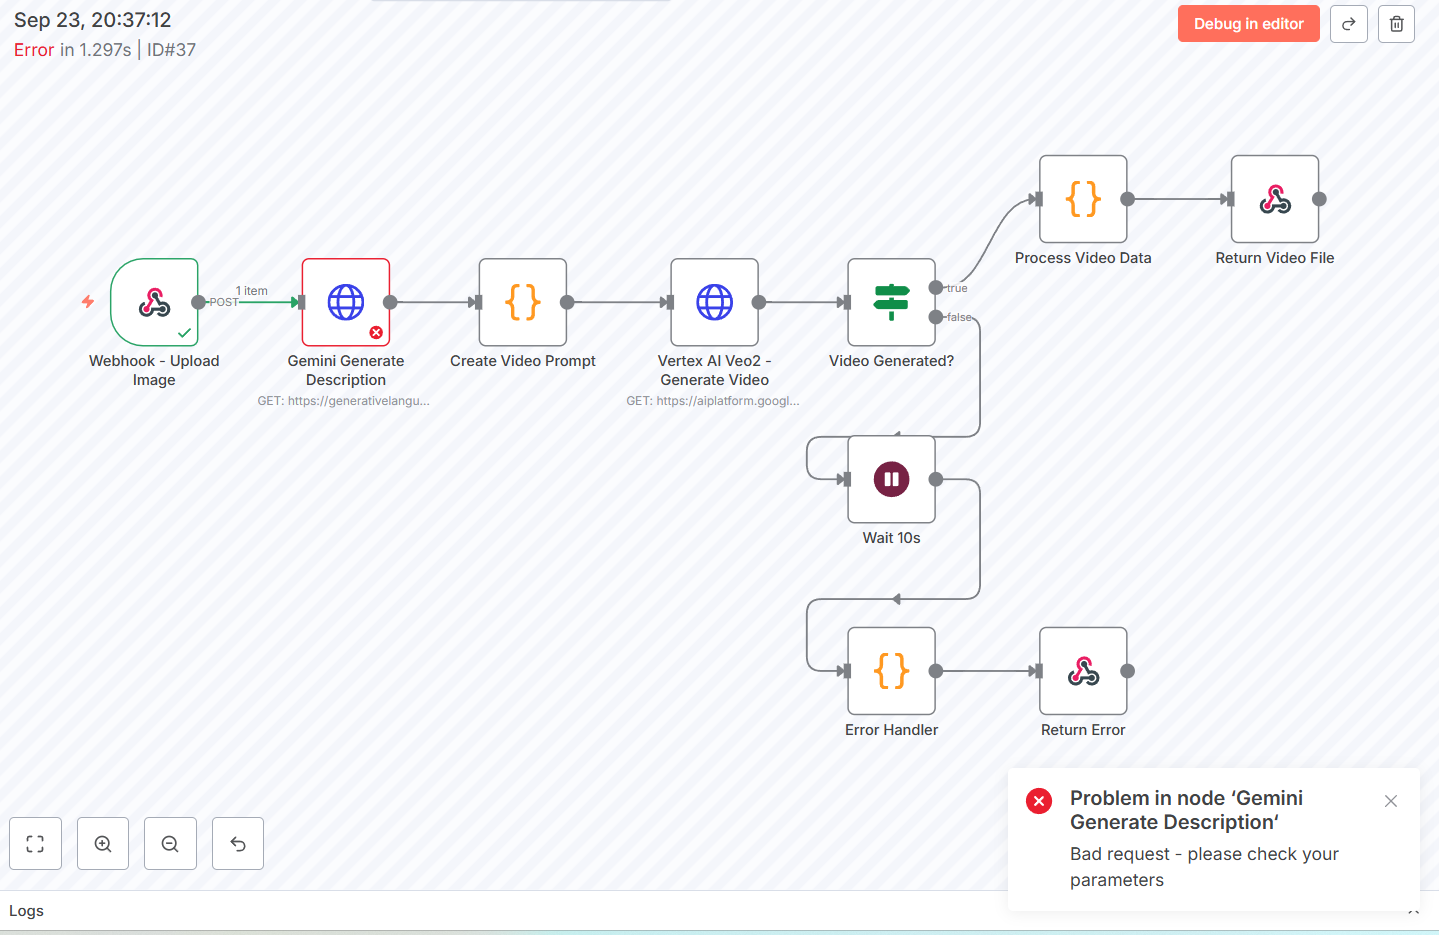 Sep 23, 20:37:12
Error in 1.297s | ID#37
Debug in editor
Process Video Data
Return Video File
1 item
POST
true
false
Webhook - Upload
Image
Gemini Generate
Description
GET: https://generativelangu...
Create Video Prompt
Vertex AI Veo2 -
Generate Video
GET: https://aiplatform.googl...
Video Generated?
Wait 10s
Error Handler
Return Error
Problem in node ‘Gemini
Generate Description‘
Bad request - please check your
parameters
Logs